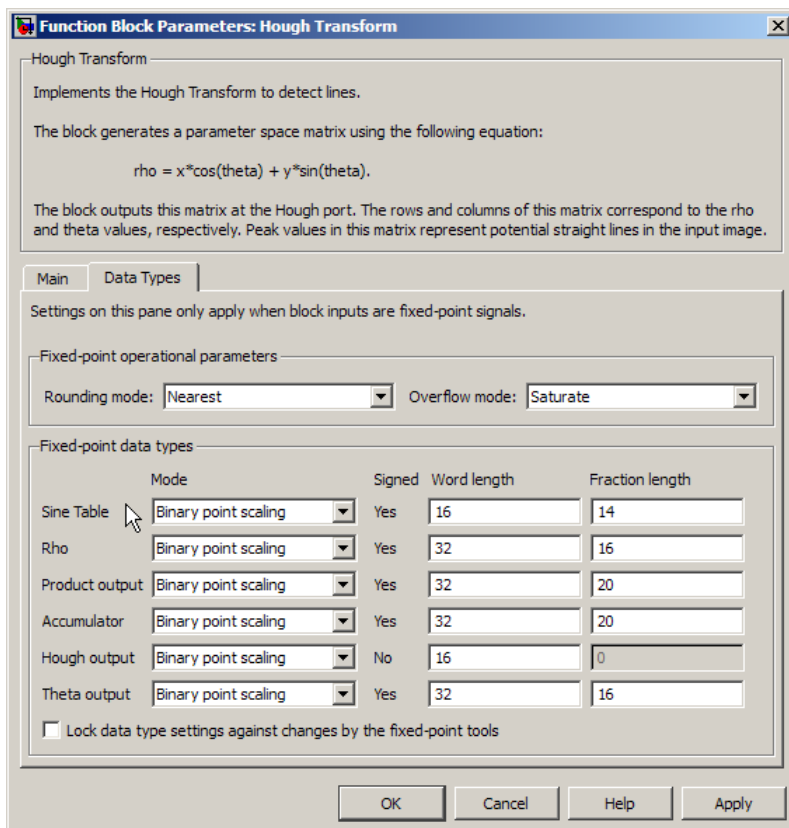 Function Block Parameters: Hough Transform
Hough Transform
Implements the Hough Transform to detect lines.
The block generates a parameter space matrix using the following equation:
rho = x*cos(theta) + y*sin(theta).
The block outputs this matrix at the Hough port. The rows and columns of this matrix correspond to the rho
and theta values, respectively. Peak values in this matrix represent potential straight lines in the input image.
Main Data Types
Settings on this pane only apply when block inputs are fixed-point signals.
Fixed-point operational parameters
Rounding mode: Nearest Overflow mode: Saturate
Fixed-point data types
Mode Signed Word length Fraction length
Sine Table Binary point scaling Yes 16 14
Rho Binary point scaling Yes 32 16
Product output Binary point scaling Yes 32 20
Accumulator Binary point scaling Yes 32 20
Hough output Binary point scaling No 16 0
Theta output Binary point scaling Yes 32 16
Lock data type settings against changes by the fixed-point tools
OK Cancel Help Apply